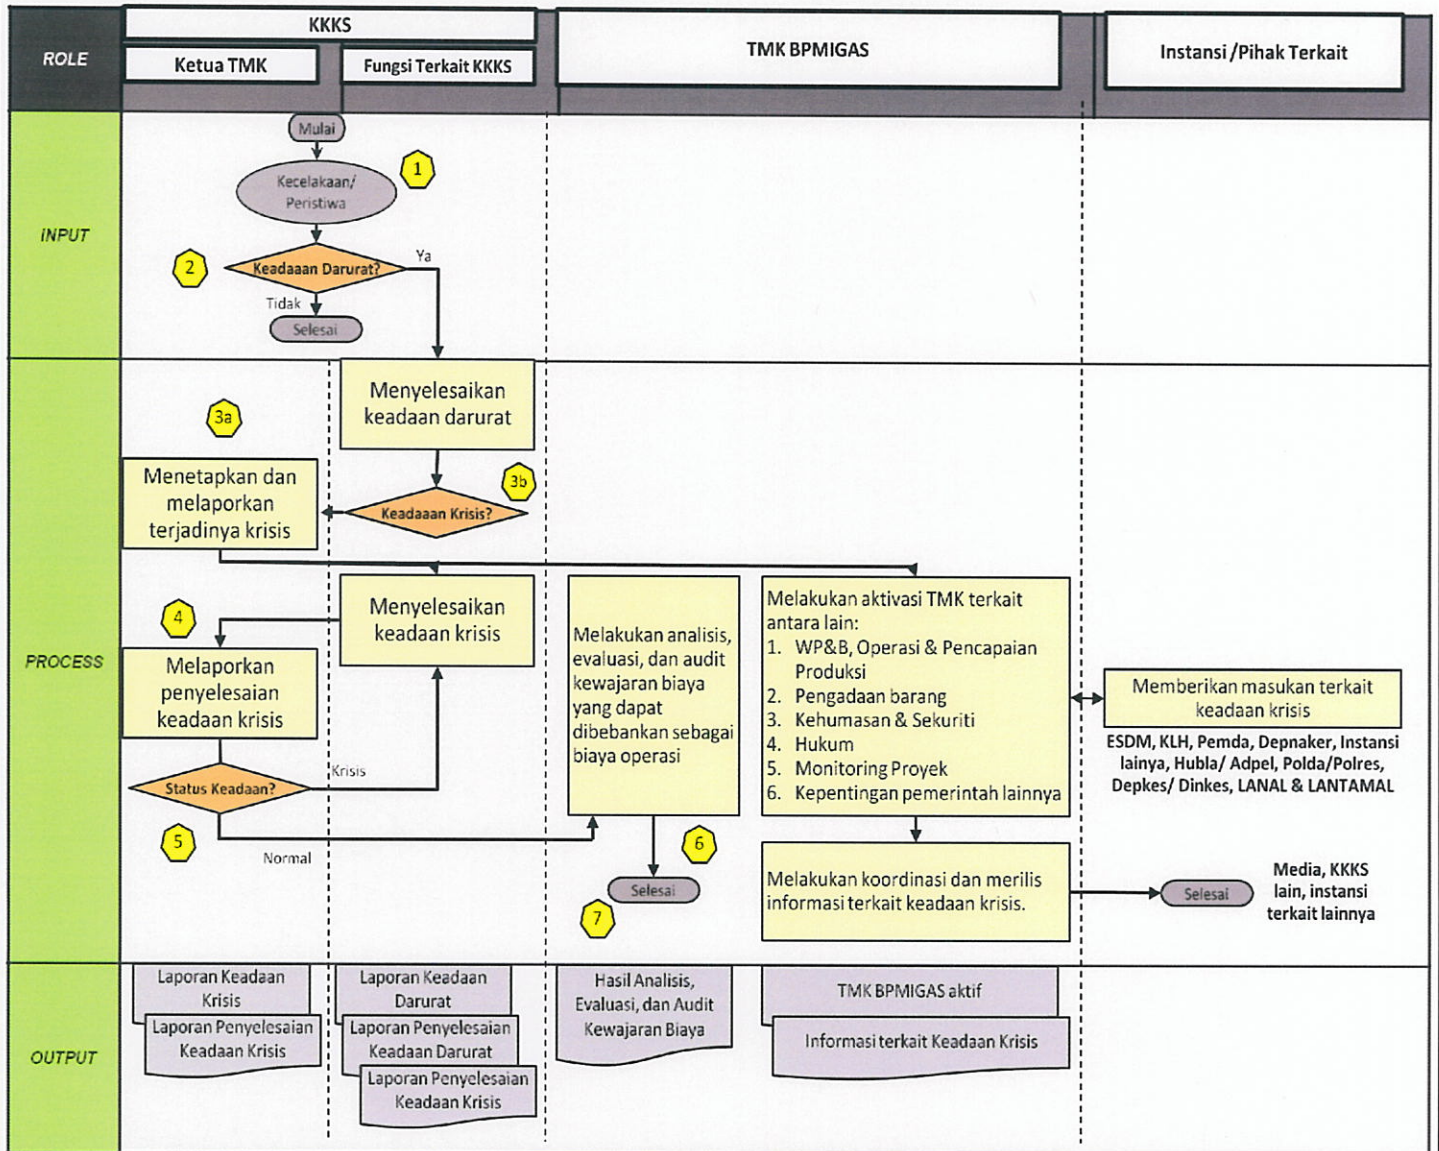 ROLE
KKKS
Ketua TMK
Fungsi Terkait KKKS
TMK BPMIGAS
Instansi /Pihak Terkait
INPUT
Mulai
Kecelakaan/
Peristiwa
1
2
Keadaaan Darurat?
Ya
Tidak
Selesai
PROCESS
Menyelesaikan
keadaan darurat
3a
Menetapkan dan
melaporkan
terjadinya krisis
3b
Keadaaan Krisis?
Menyelesaikan
keadaan krisis
4
Melaporkan
penyelesaian
keadaan krisis
Status Keadaan?
Krisis
5
Normal
Melakukan analisis,
evaluasi, dan audit
kewajaran biaya
yang dapat
dibebankan sebagai
biaya operasi
6
Selesai
7
Melakukan aktivasi TMK terkait
antara lain:
1. WP&B, Operasi & Pencapaian
Produksi
2. Pengadaan barang
3. Kehumasan & Sekuriti
4. Hukum
5. Monitoring Proyek
6. Kepentingan pemerintah lainnya
Melakukan koordinasi dan merilis
informasi terkait keadaan krisis.
Memberikan masukan terkait
keadaan krisis
ESDM, KLH, Pemda, Depnaker, Instansi
lainya, Hubla/ Adpel, Polda/Polres,
Depkes/ Dinkes, LANAL & LANTAMAL
Selesai
Media, KKKS
lain, instansi
terkait lainnya
OUTPUT
Laporan Keadaan
Krisis
Laporan Penyelesaian
Keadaan Krisis
Laporan Keadaan
Darurat
Laporan Penyelesaian
Keadaan Darurat
Laporan Penyelesaian
Keadaan Krisis
Hasil Analisis,
Evaluasi, dan Audit
Kewajaran Biaya
TMK BPMIGAS aktif
Informasi terkait Keadaan Krisis